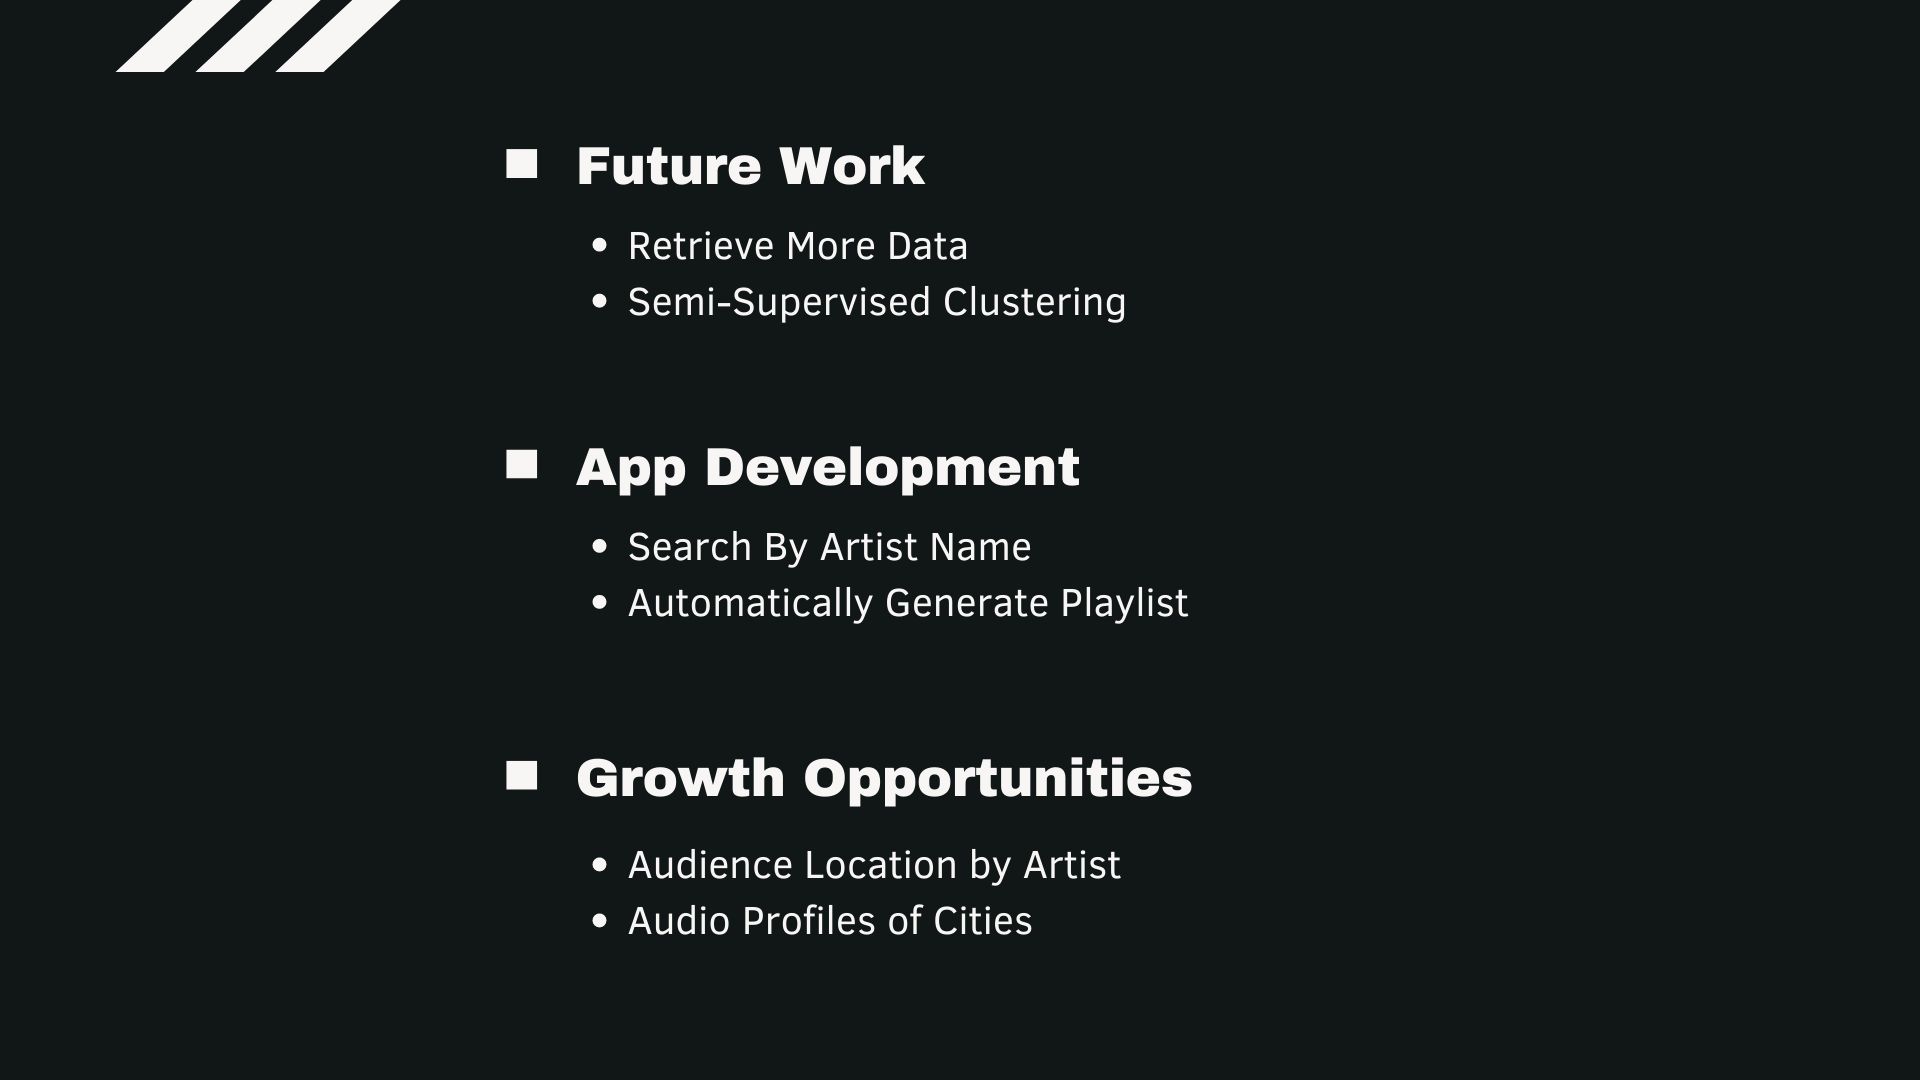 Future Work
Retrieve More Data
Semi-Supervised Clustering
App Development
Search By Artist Name
Automatically Generate Playlist
Growth Opportunities
Audience Location by Artist
Audio Profiles of Cities